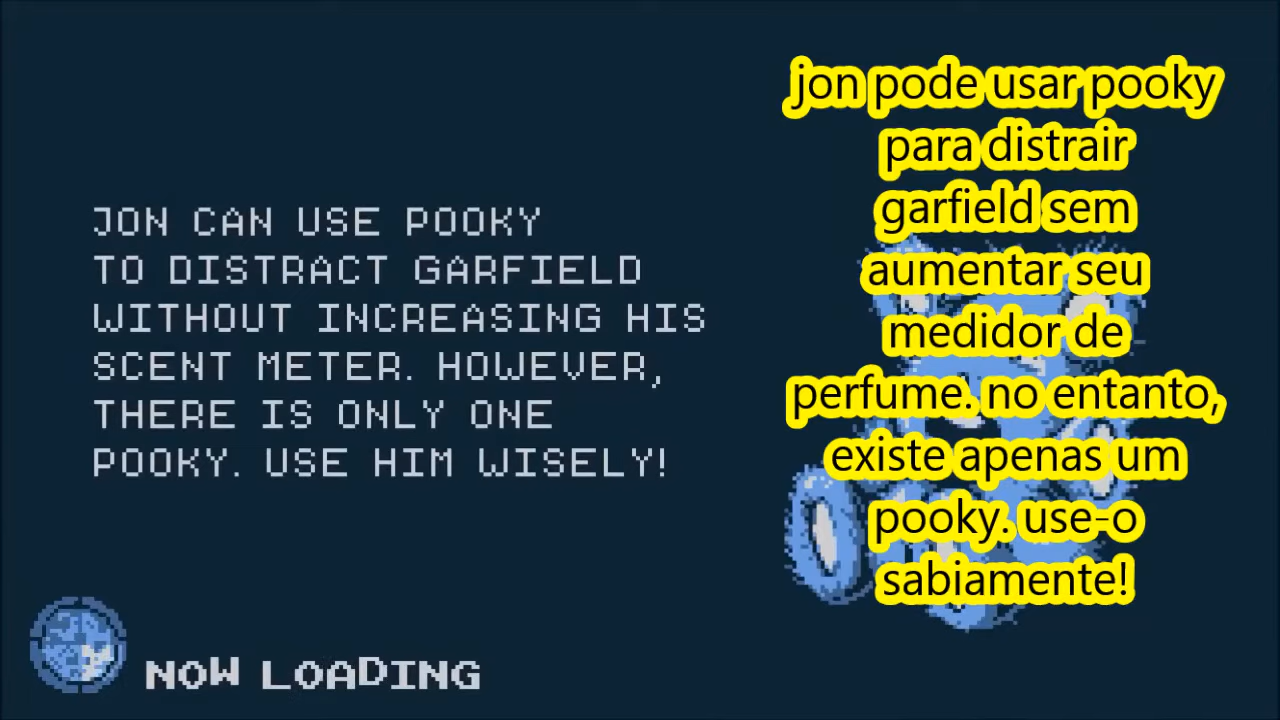 JON CAN USE POOKY
TO DISTRACT GARFIELD
WITHOUT INCREASING HIS
SCENT METER. HOWEVER,
THERE IS ONLY ONE
POOKY. USE HIM WISELY!
NOW LOADING
jon pode usar pooky
para distrair
garfield sem
aumentar seu
medidor de
perfume. no entanto,
existe apenas um
pooky. use-o
sabiamente!